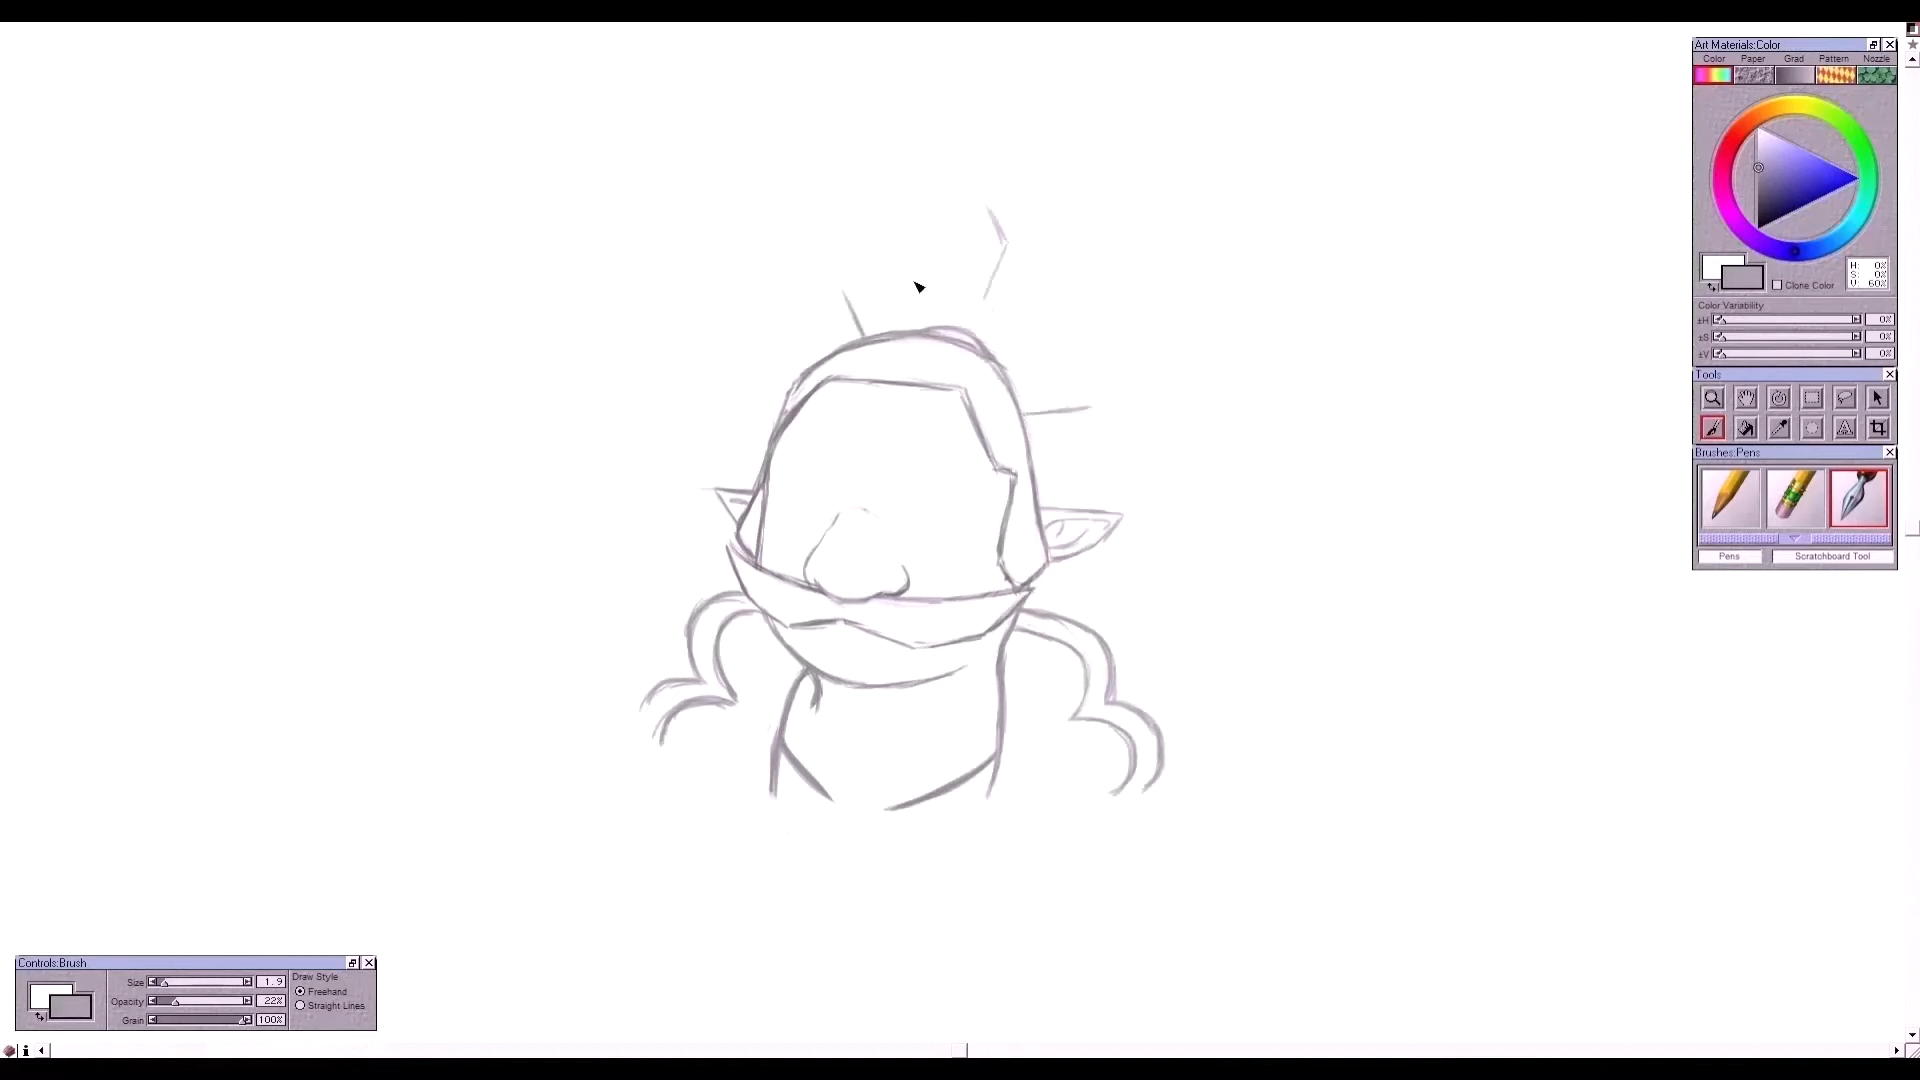 Art Materials:Color
Color Paper Grad Pattern Nozzle
H: 0%
S: 0%
V: 60%
Clone Color
Color Variability
±H 0%
±S 0%
±V 0%
Tools
Brushes:Pens
Pens Scratchboard Tool
Controls:Brush
Size 1.9
Opacity 22%
Grain 100%
Draw Style
Freehand
Straight Lines